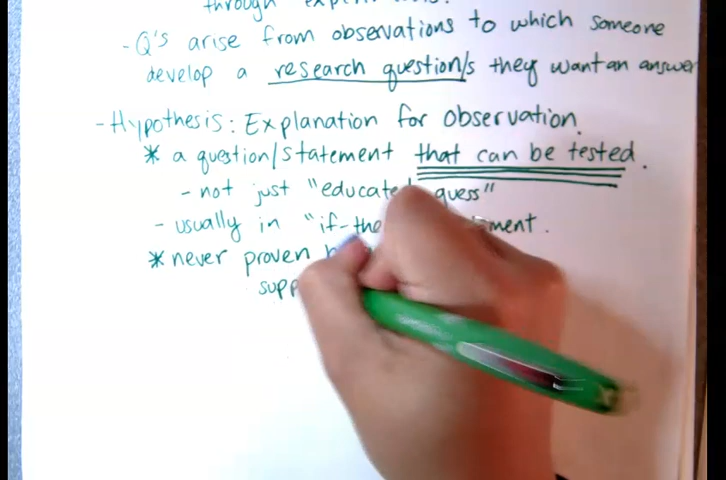 through
- Q's arise from observations to which someone
develop a research question/s they want an answer
- Hypothesis: Explanation for observation.
* a question/statement that can be tested.
- not just "educated guess"
- usually in "if-the
* never proven
supp